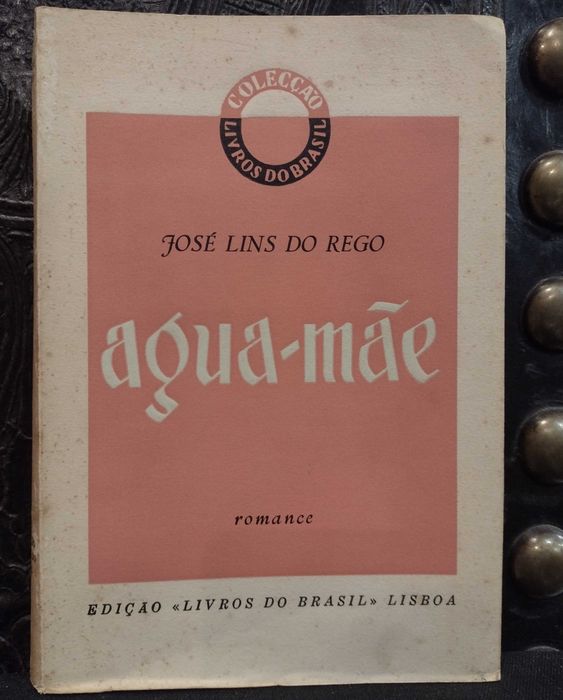 COLECÇÃO
LIVROS DO BRASIL
JOSÉ LINS DO REGO
agua-mãe
romance
EDIÇÃO «LIVROS DO BRASIL» LISBOA